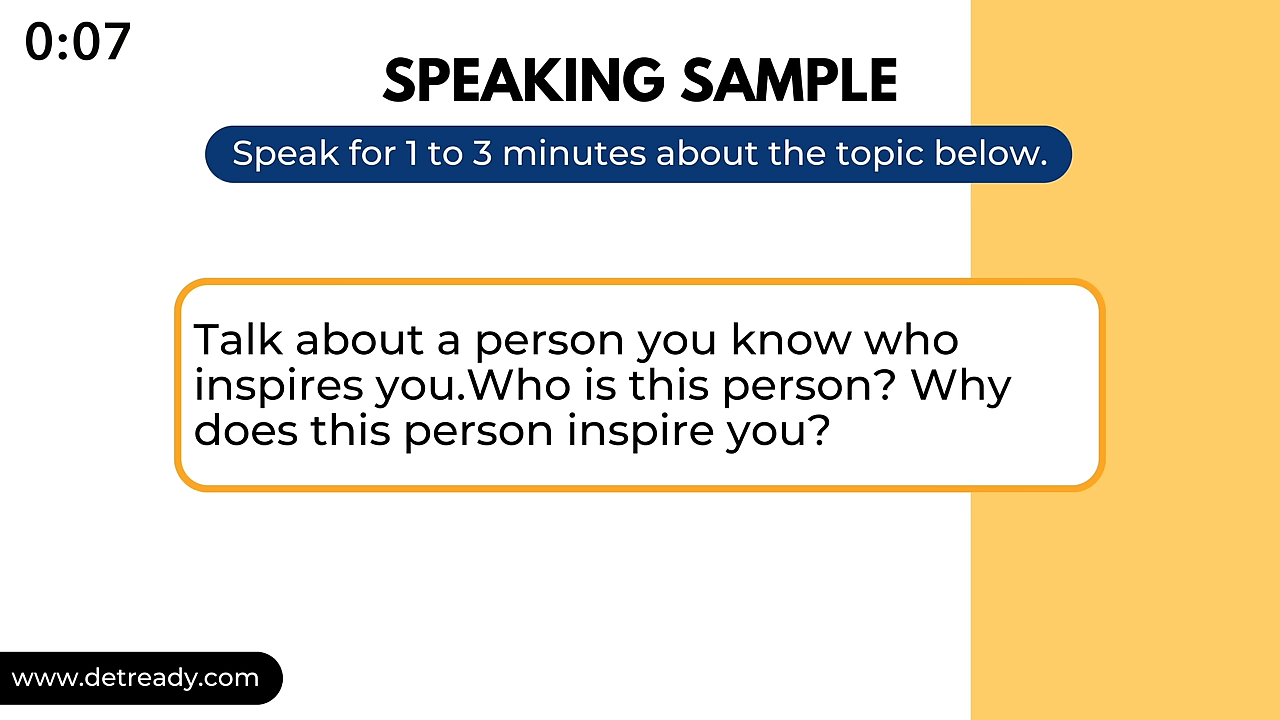 0:07
SPEAKING SAMPLE
Speak for 1 to 3 minutes about the topic below.
Talk about a person you know who
inspires you.Who is this person? Why
does this person inspire you?
www.detready.com